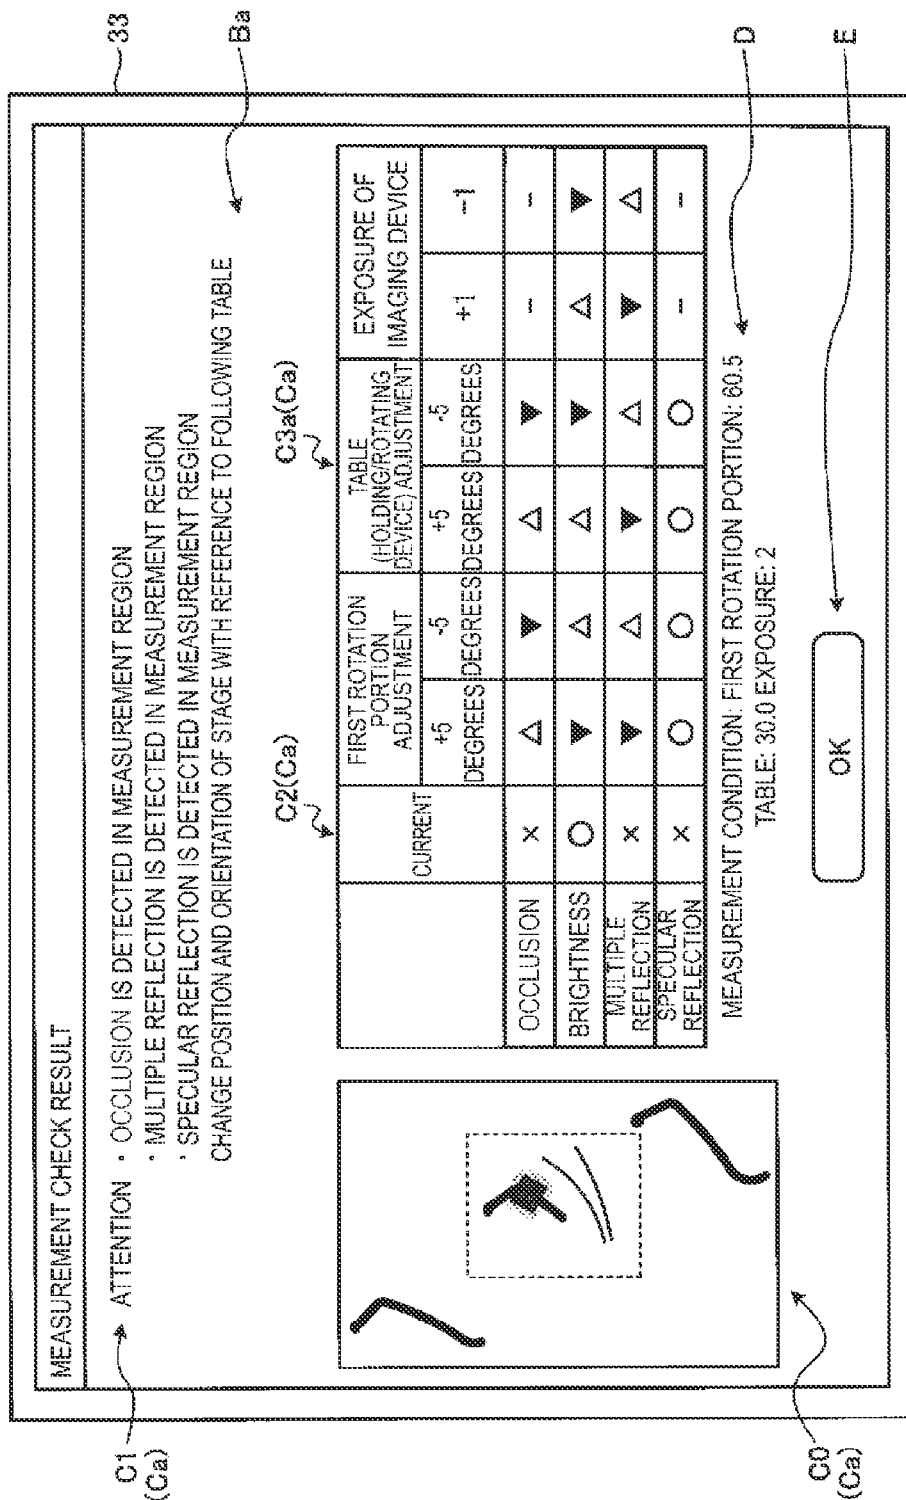 33
Ba
MEASUREMENT CHECK RESULT
C1
(Ca)
ATTENTION
・ OCCLUSION IS DETECTED IN MEASUREMENT REGION
・ MULTIPLE REFLECTION IS DETECTED IN MEASUREMENT REGION
・ SPECULAR REFLECTION IS DETECTED IN MEASUREMENT REGION
CHANGE POSITION AND ORIENTATION OF STAGE WITH REFERENCE TO FOLLOWING TABLE
C2(Ca)
C3a(Ca)
CURRENT
FIRST ROTATION
PORTION
ADJUSTMENT
TABLE
(HOLDING/ROTATING
DEVICE) ADJUSTMENT
EXPOSURE OF
IMAGING DEVICE
+5
DEGREES
-5
DEGREES
+5
DEGREES
-5
DEGREES
+1
−1
OCCLUSION × △ ▼ △ ▼ − −
BRIGHTNESS ○ ▼ △ △ ▼ △ ▼
MULTIPLE
REFLECTION × ▼ △ ▼ △ ▼ △
SPECULAR
REFLECTION × ○ ○ ○ ○ − −
MEASUREMENT CONDITION: FIRST ROTATION PORTION: 60.5
TABLE: 30.0 EXPOSURE: 2
D
OK
E
C0
(Ca)